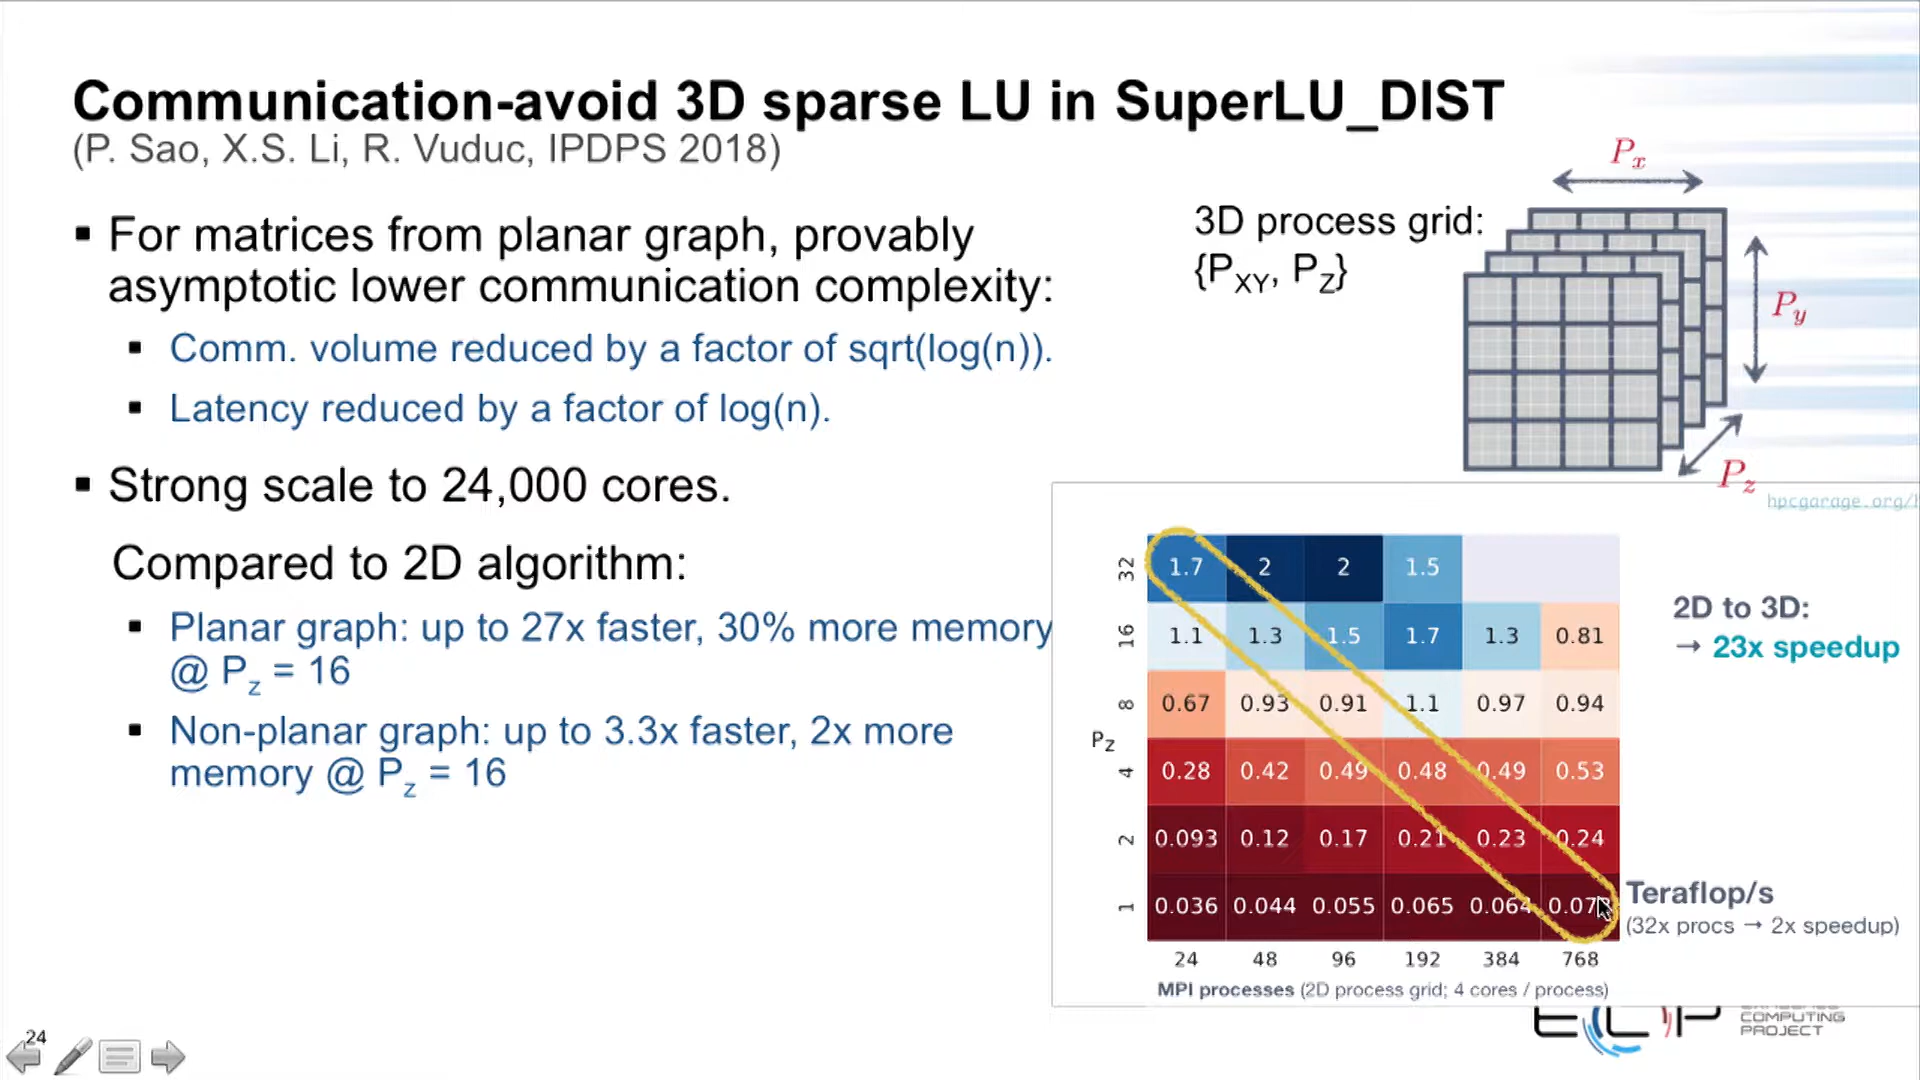 Communication-avoid 3D sparse LU in SuperLU_DIST
(P. Sao, X.S. Li, R. Vuduc, IPDPS 2018)
▪ For matrices from planar graph, provably
asymptotic lower communication complexity:
▪ Comm. volume reduced by a factor of sqrt(log(n)).
▪ Latency reduced by a factor of log(n).
▪ Strong scale to 24,000 cores.
Compared to 2D algorithm:
▪ Planar graph: up to 27x faster, 30% more memory
@ Pz = 16
▪ Non-planar graph: up to 3.3x faster, 2x more
memory @ Pz = 16
3D process grid:
{PXY, PZ}
Px
Py
Pz
hpcgarage.org/
32 1.7 2 2 1.5
16 1.1 1.3 1.5 1.7 1.3 0.81
8 0.67 0.93 0.91 1.1 0.97 0.94
PZ
4 0.28 0.42 0.49 0.48 0.49 0.53
2 0.093 0.12 0.17 0.21 0.23 0.24
1 0.036 0.044 0.055 0.065 0.064
24 48 96 192 384 768
MPI processes (2D process grid; 4 cores / process)
2D to 3D:
→ 23x speedup
Teraflop/s
(32x procs → 2x speedup)
ECP
COMPUTING
PROJECT
24